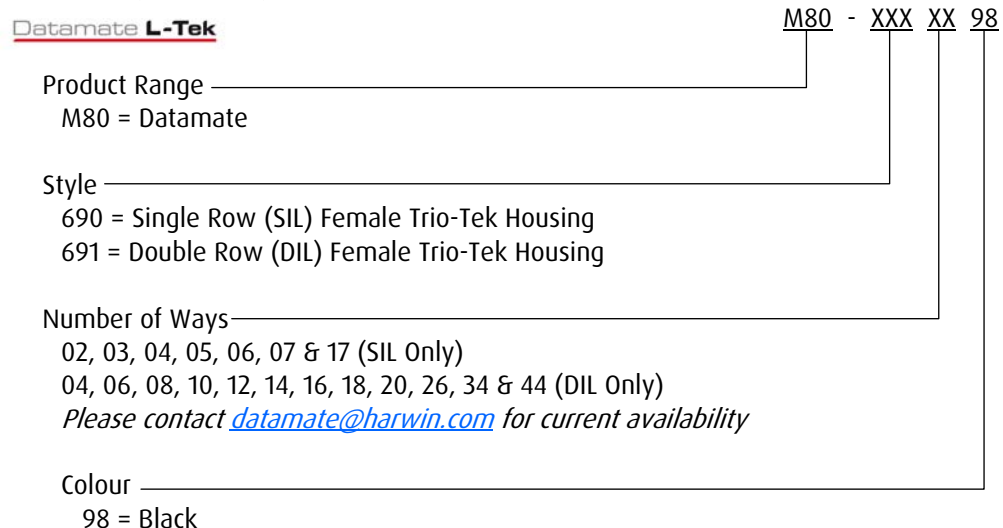 Datamate L-Tek
M80 - XXX XX 98
Product Range
M80 = Datamate
Style
690 = Single Row (SIL) Female Trio-Tek Housing
691 = Double Row (DIL) Female Trio-Tek Housing
Number of Ways
02, 03, 04, 05, 06, 07 & 17 (SIL Only)
04, 06, 08, 10, 12, 14, 16, 18, 20, 26, 34 & 44 (DIL Only)
Please contact datamate@harwin.com for current availability
Colour
98 = Black